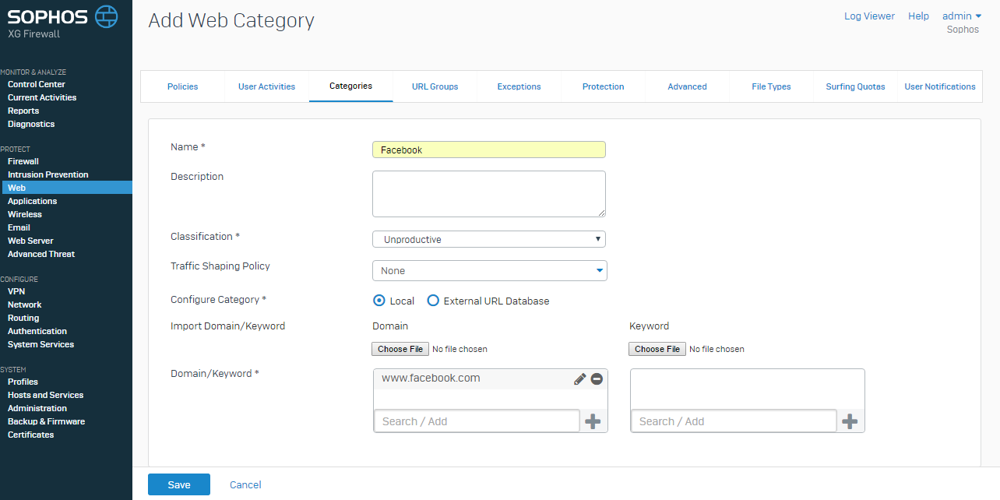 SOPHOS
XG Firewall
MONITOR & ANALYZE
Control Center
Current Activities
Reports
Diagnostics
PROTECT
Firewall
Intrusion Prevention
Web
Applications
Wireless
Email
Web Server
Advanced Threat
CONFIGURE
VPN
Network
Routing
Authentication
System Services
SYSTEM
Profiles
Hosts and Services
Administration
Backup & Firmware
Certificates
Add Web Category
Log Viewer Help admin
Sophos
Policies User Activities Categories URL Groups Exceptions Protection Advanced File Types Surfing Quotas User Notifications
Name * Facebook
Description
Classification * Unproductive
Traffic Shaping Policy None
Configure Category * Local External URL Database
Import Domain/Keyword Domain Keyword
Choose File No file chosen Choose File No file chosen
Domain/Keyword * www.facebook.com
Search / Add Search / Add
Save Cancel